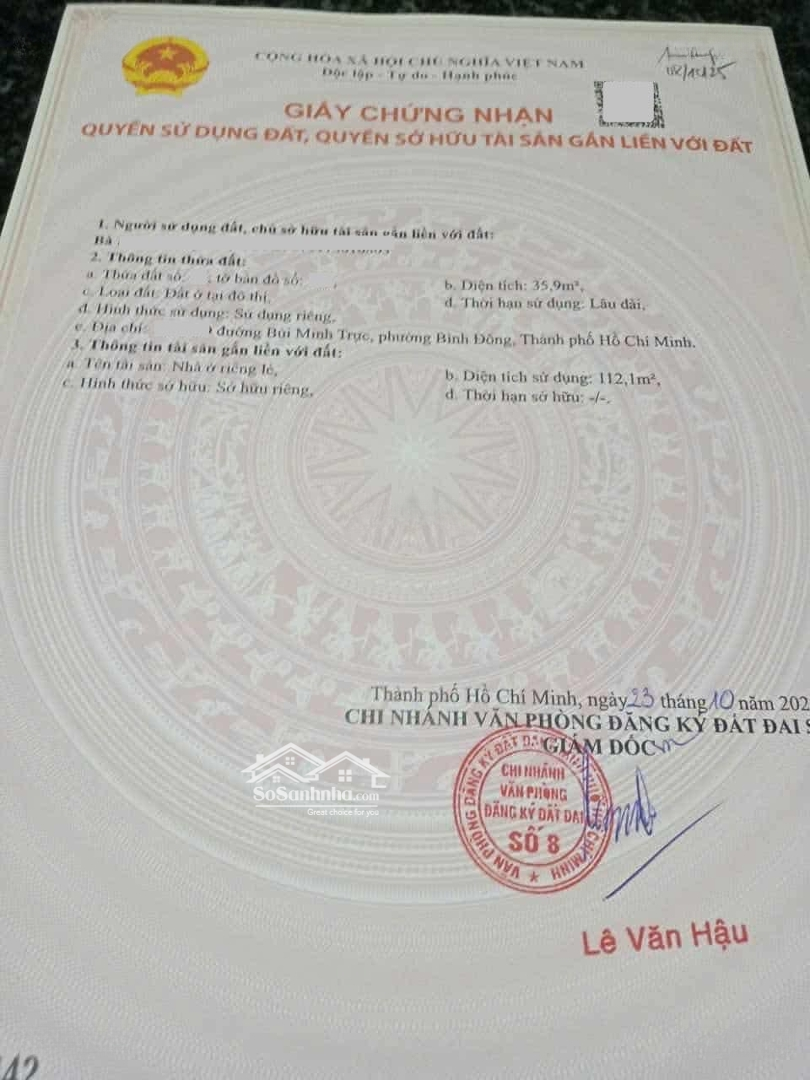 CỘNG HÒA XÃ HỘI CHỦ NGHĨA VIỆT NAM
Độc lập - Tự do - Hạnh phúc
GIẤY CHỨNG NHẬN
QUYỀN SỬ DỤNG ĐẤT, QUYỀN SỞ HỮU TÀI SẢN GẮN LIỀN VỚI ĐẤT
1. Người sử dụng đất, chủ sở hữu tài sản gắn liền với đất:
Bà
2. Thông tin thửa đất:
a. Thửa đất số: ; tờ bản đồ số: b. Diện tích: 35,9m²,
c. Loại đất: Đất ở tại đô thị, d. Thời hạn sử dụng: Lâu dài,
đ. Hình thức sử dụng: Sử dụng riêng,
e. Địa chỉ: đường Bùi Minh Trực, phường Bình Đông, Thành phố Hồ Chí Minh.
3. Thông tin tài sản gắn liền với đất:
a. Tên tài sản: Nhà ở riêng lẻ, b. Diện tích sử dụng: 112,1m²,
c. Hình thức sở hữu: Sở hữu riêng, d. Thời hạn sở hữu: -/-.
Thành phố Hồ Chí Minh, ngày 23 tháng 10 năm 202
CHI NHÁNH VĂN PHÒNG ĐĂNG KÝ ĐẤT ĐAI S
GIÁM ĐỐC
CHI NHÁNH
VĂN PHÒNG
ĐĂNG KÝ ĐẤT ĐAI
SỐ 8
SoSanhnha.com
Great choice for you
Lê Văn Hậu
42